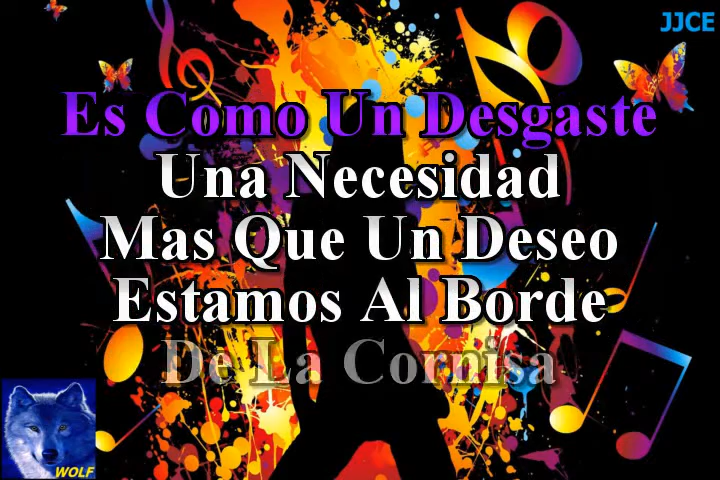 JJCE
Es Como Un Desgaste
Una Necesidad
Mas Que Un Deseo
Estamos Al Borde
De La Cornisa
WOLF